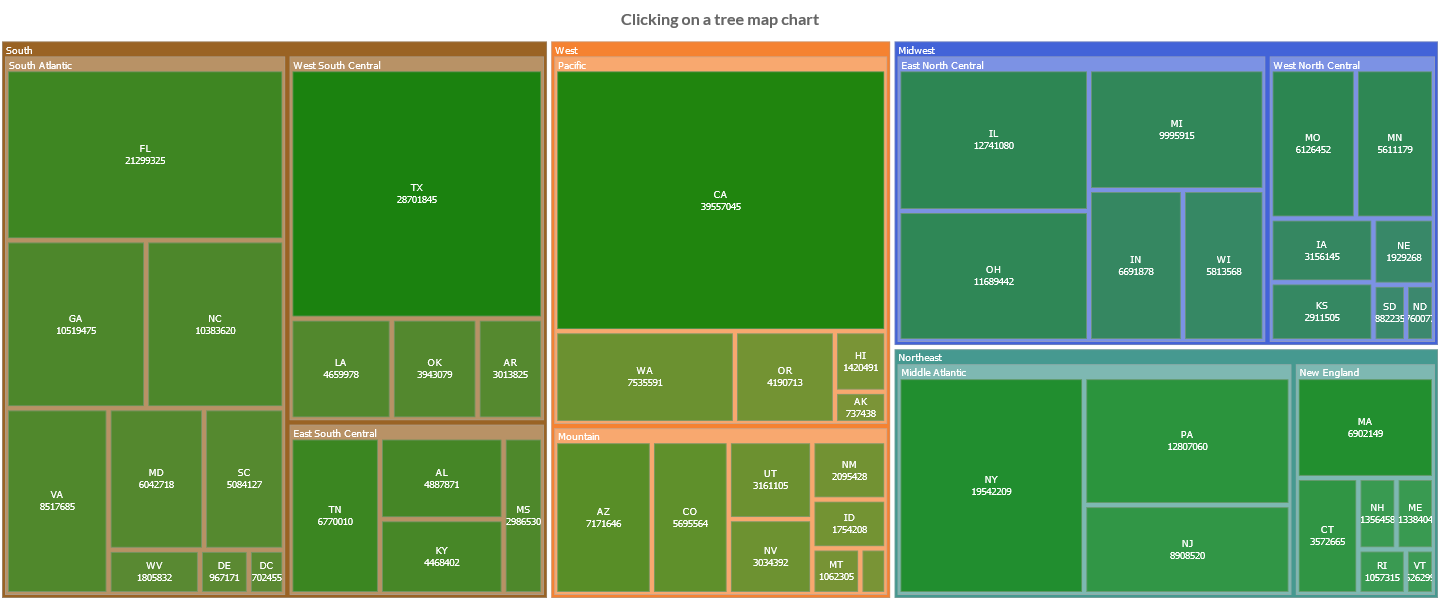 Clicking on a tree map chart
South
South Atlantic
FL
21299325
GA
10519475
NC
10383620
VA
8517685
MD
6042718
SC
5084127
WV
1805832
DE
967171
DC
702455
West South Central
TX
28701845
LA
4659978
OK
3943079
AR
3013825
East South Central
TN
6770010
AL
4887871
KY
4468402
MS
2986530
West
Pacific
CA
39557045
WA
7535591
OR
4190713
HI
1420491
AK
737438
Mountain
AZ
7171646
CO
5695564
UT
3161105
NV
3034392
NM
2095428
ID
1754208
MT
1062305
Midwest
East North Central
IL
12741080
OH
11689442
MI
9995915
IN
6691878
WI
5813568
West North Central
MO
6126452
MN
5611179
IA
3156145
KS
2911505
NE
1929268
SD
882235
ND
Northeast
Middle Atlantic
NY
19542209
PA
12807060
NJ
8908520
New England
MA
6902149
CT
3572665
NH
1356458
ME
1338404
RI
1057315
VT